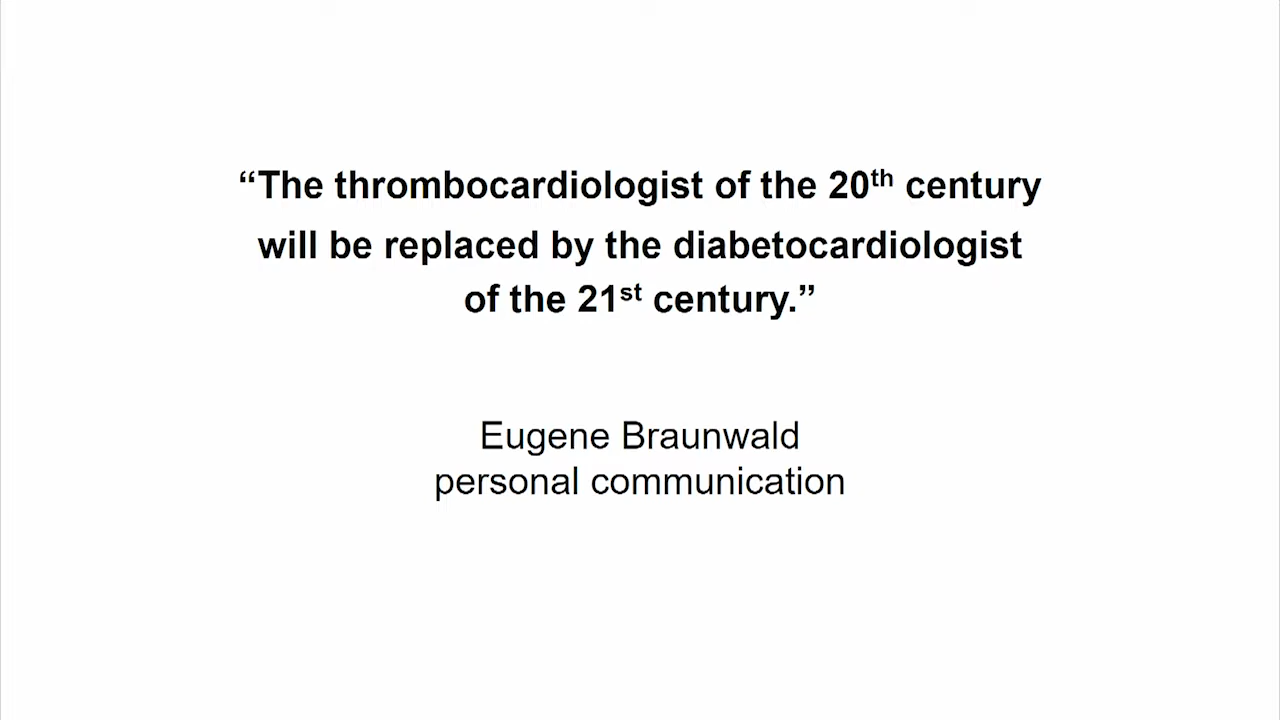 “The thrombocardiologist of the 20th century
will be replaced by the diabetocardiologist
of the 21st century.”
Eugene Braunwald
personal communication